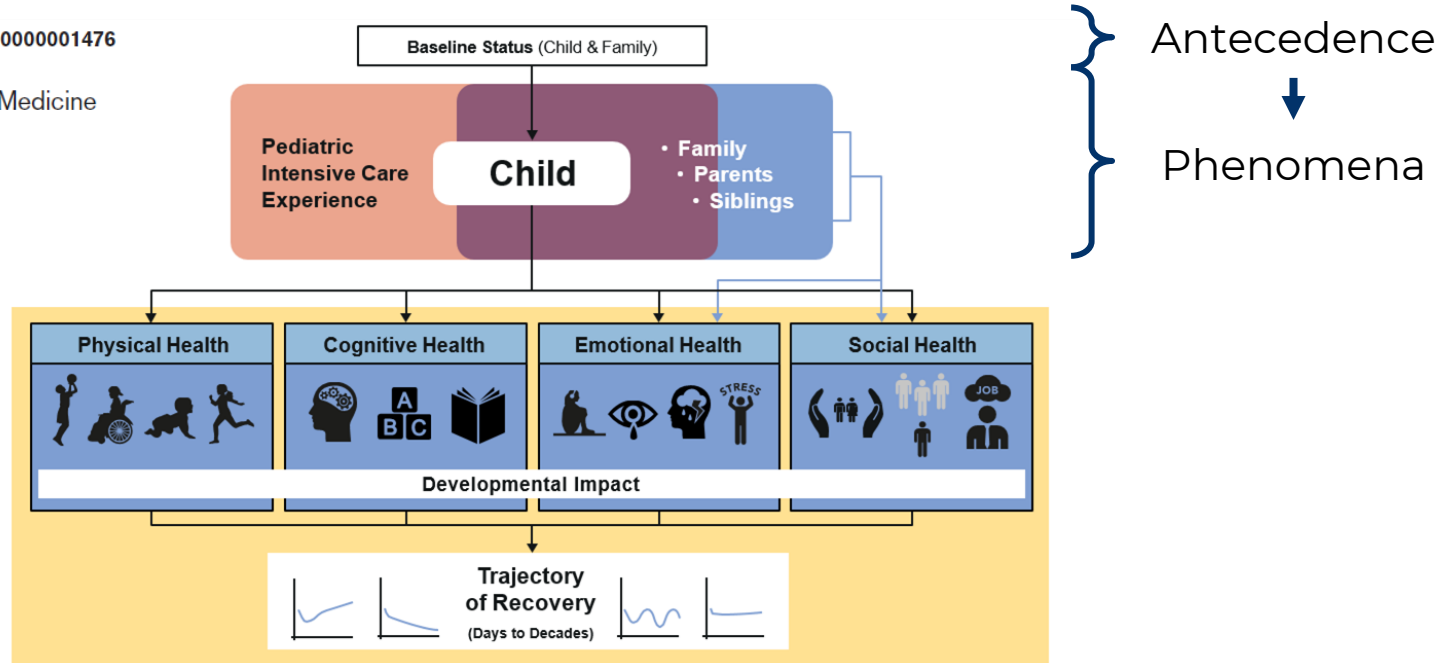 0000001476
Medicine
Baseline Status (Child & Family)
Antecedence
Phenomena
Pediatric
Intensive Care
Experience
Child
• Family
• Parents
• Siblings
Physical Health
Cognitive Health
Emotional Health
Social Health
A
B C
STRESS
JOB
Developmental Impact
Trajectory
of Recovery
(Days to Decades)